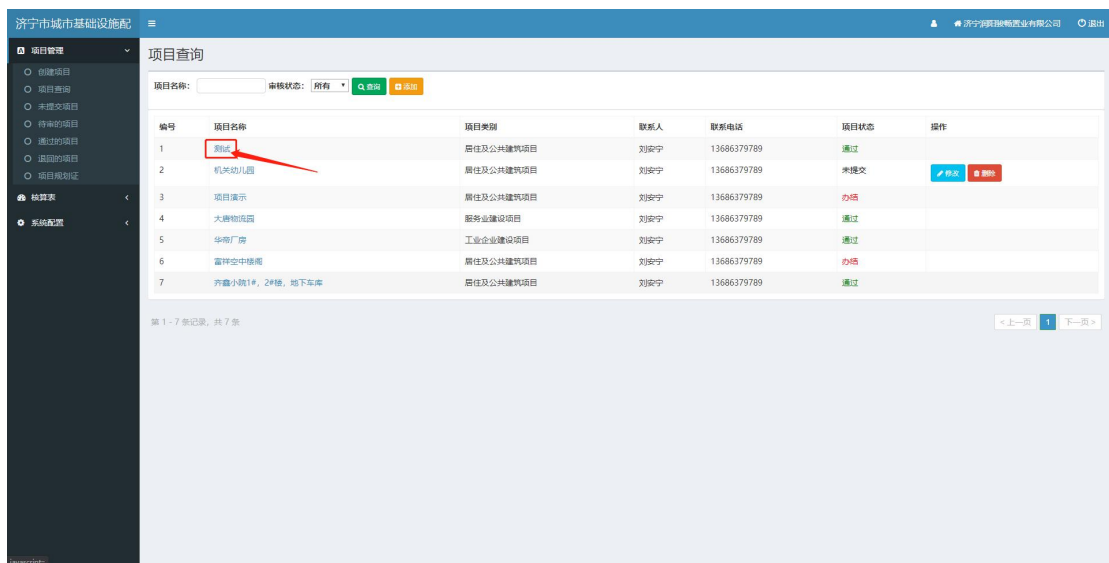 济宁市城市基础设施配
济宁润阳融畅置业有限公司 退出
项目管理
创建项目
项目查询
未提交项目
待审的项目
通过的项目
退回的项目
项目规划证
核算表
系统配置
项目查询
项目名称： 审核状态： 所有 查询 添加
编号 项目名称 项目类别 联系人 联系电话 项目状态 操作
1 测试 居住及公共建筑项目 刘安宁 13686379789 通过
2 机关幼儿园 居住及公共建筑项目 刘安宁 13686379789 未提交 修改 删除
3 项目演示 居住及公共建筑项目 刘安宁 13686379789 办结
4 大唐物流园 服务业建设项目 刘安宁 13686379789 通过
5 华帝厂房 工业企业建设项目 刘安宁 13686379789 通过
6 富祥空中楼阁 居住及公共建筑项目 刘安宁 13686379789 办结
7 齐鑫小院1#，2#楼，地下车库 居住及公共建筑项目 刘安宁 13686379789 通过
第 1 - 7 条记录，共 7 条
< 上一页 1 下一页 >